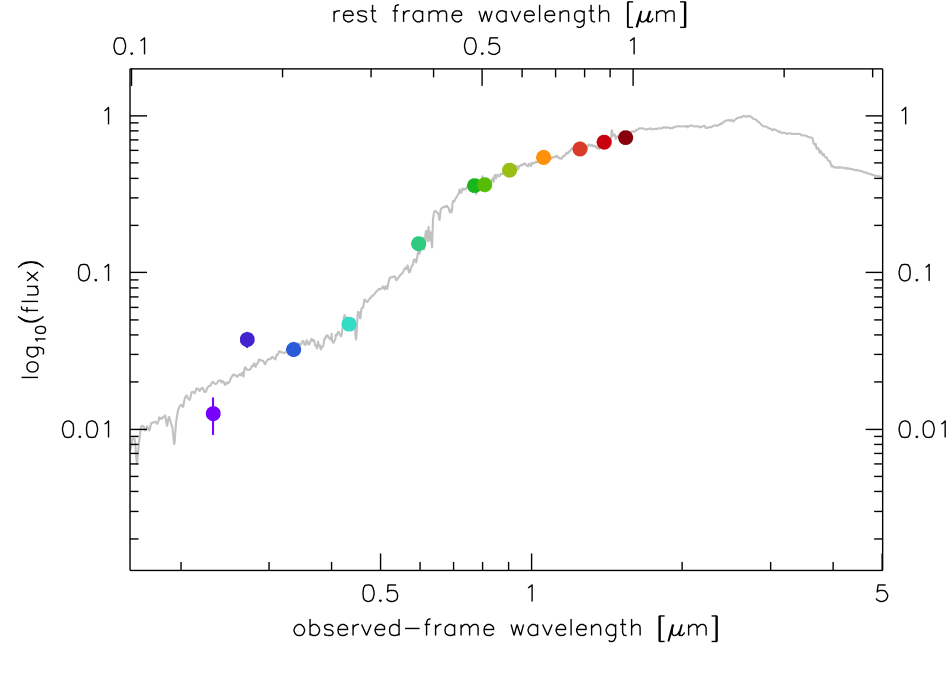 rest frame wavelength [μm]
0.1 0.5 1
1 1
0.1 0.1
0.01 0.01
log10(flux)
0.5 1 5
observed-frame wavelength [μm]